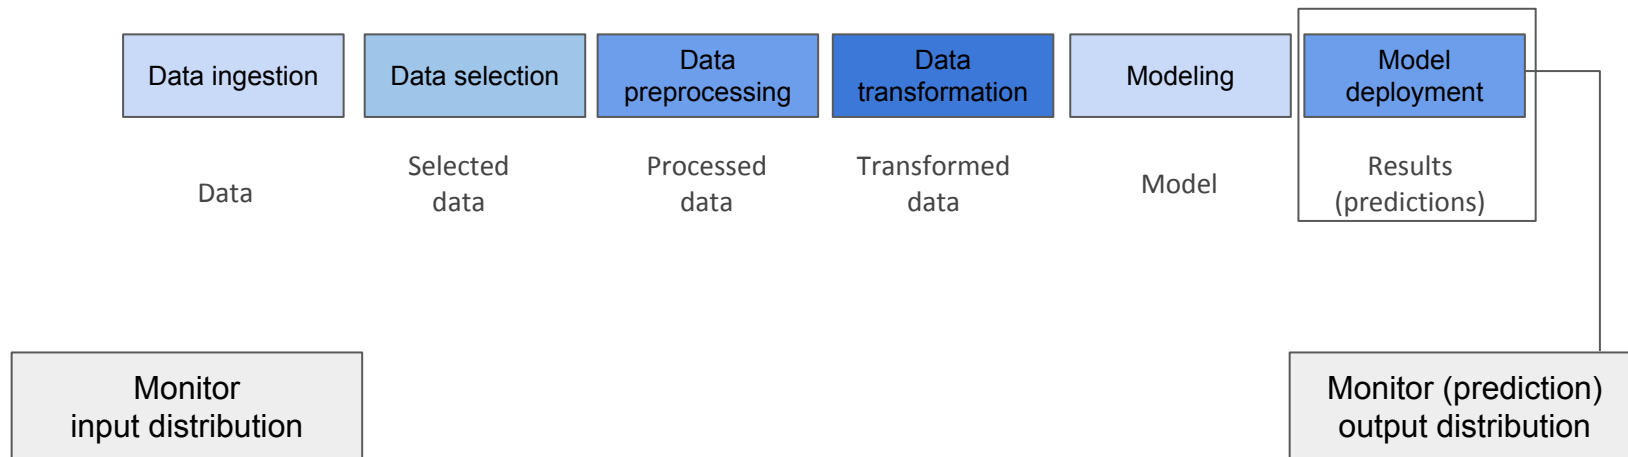 Data ingestion
Data selection
Data
preprocessing
Data
transformation
Modeling
Model
deployment
Data
Selected
data
Processed
data
Transformed
data
Model
Results
(predictions)
Monitor
input distribution
Monitor (prediction)
output distribution